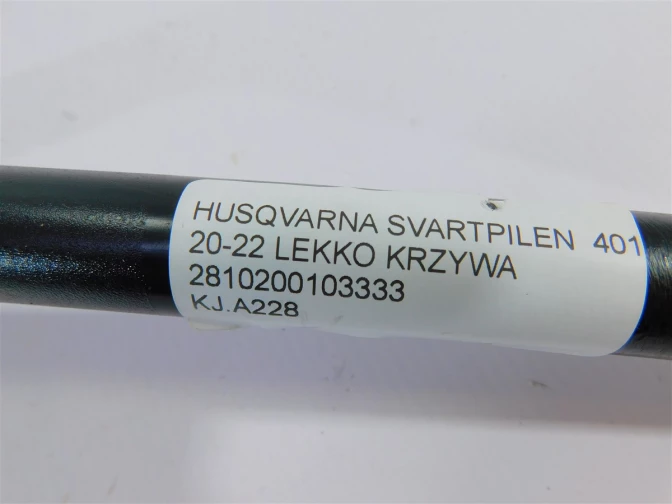 HUSQVARNA SVARTPILEN 401
20-22 LEKKO KRZYWA
2810200103333
KJ.A228